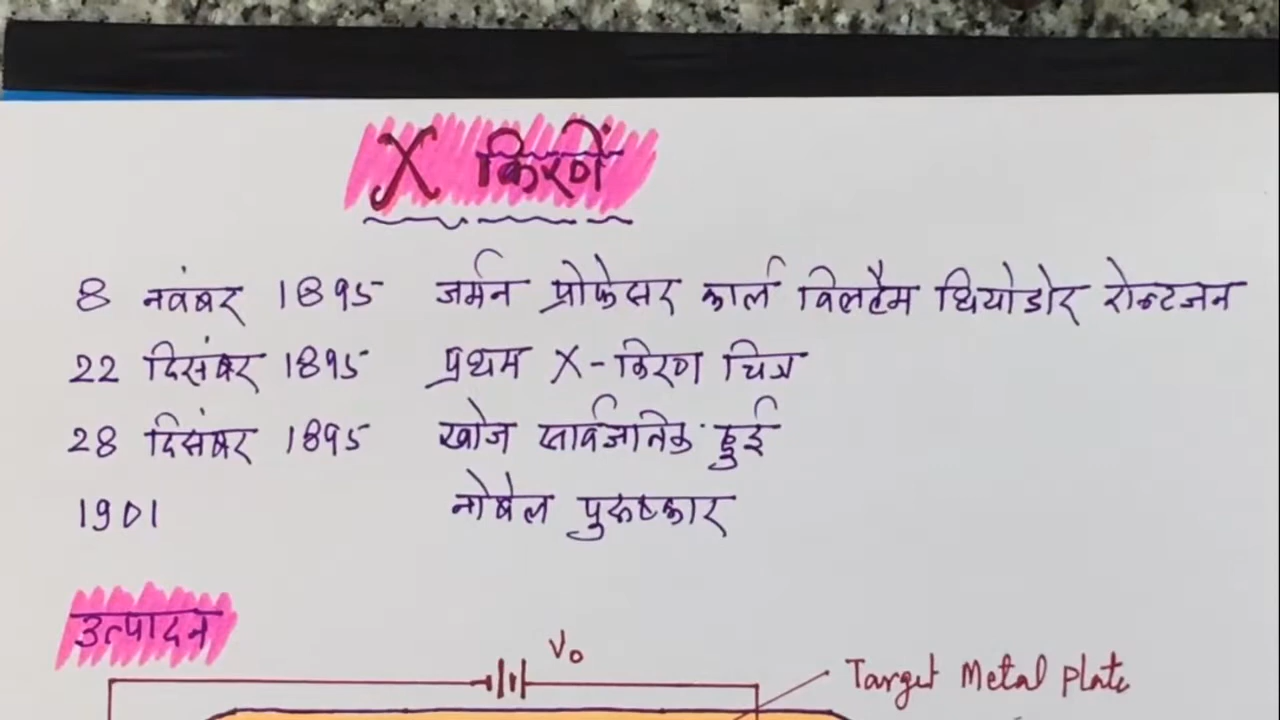 X किरणें
8 नवंबर 1895 जर्मन प्रोफेसर कार्ल विलहैम थियोडोर रोन्टजन
22 दिसंबर 1895 प्रथम X-किरण चित्र
28 दिसंबर 1895 खोज सार्वजनिक हुई
1901 नोबेल पुरुष्कार
उत्पादन
V₀
Target Metal plate